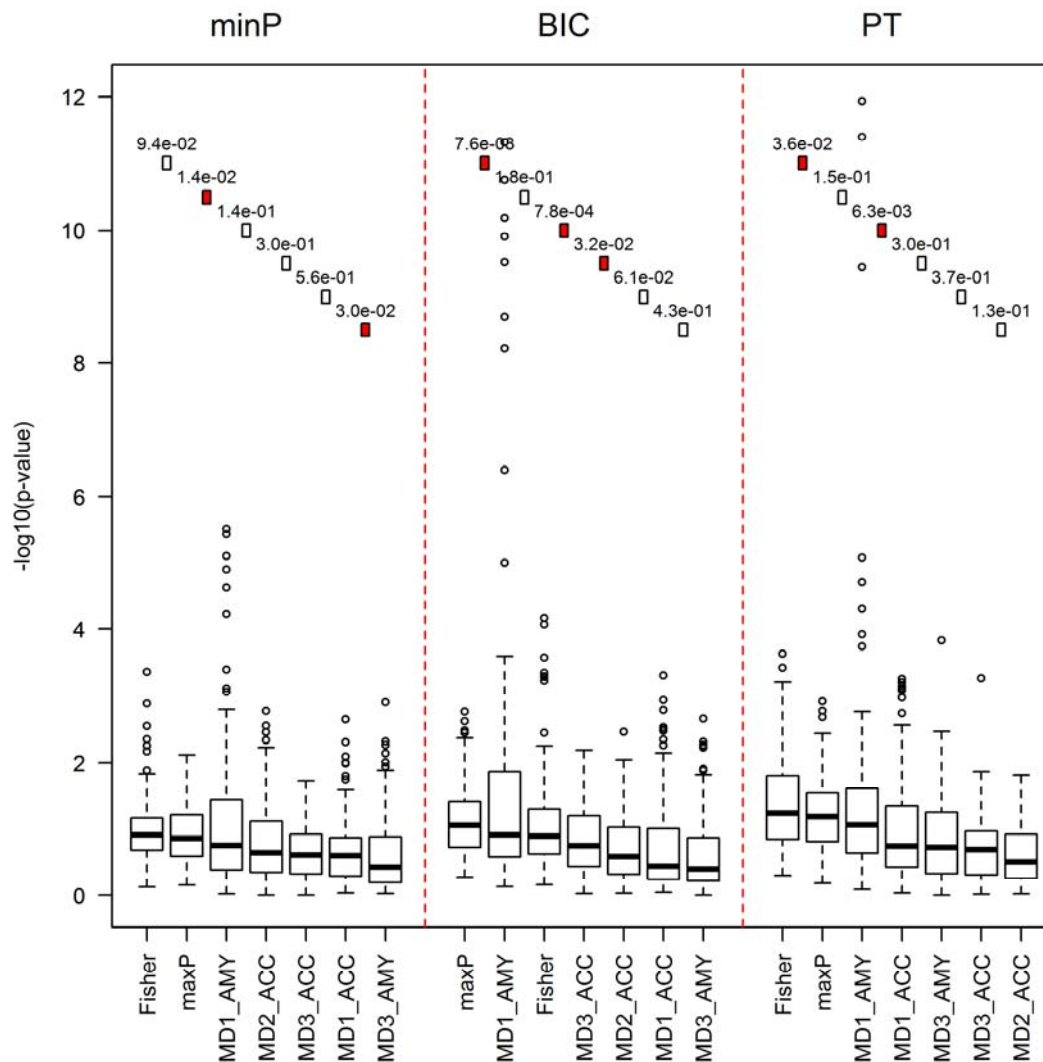 minP BIC PT
12
10
8
6
4
2
0
-log10(p-value)
9.4e-02
1.4e-02
1.4e-01
3.0e-01
5.6e-01
3.0e-02
1.8e-01
7.8e-04
3.2e-02
6.1e-02
4.3e-01
3.6e-02
1.5e-01
6.3e-03
3.0e-01
3.7e-01
1.3e-01
Fisher
maxP
MD1_AMY
MD2_ACC
MD3_ACC
MD1_ACC
MD3_AMY
maxP
MD1_AMY
Fisher
MD3_ACC
MD2_ACC
MD1_ACC
MD3_AMY
Fisher
maxP
MD1_AMY
MD1_ACC
MD3_AMY
MD3_ACC
MD2_ACC